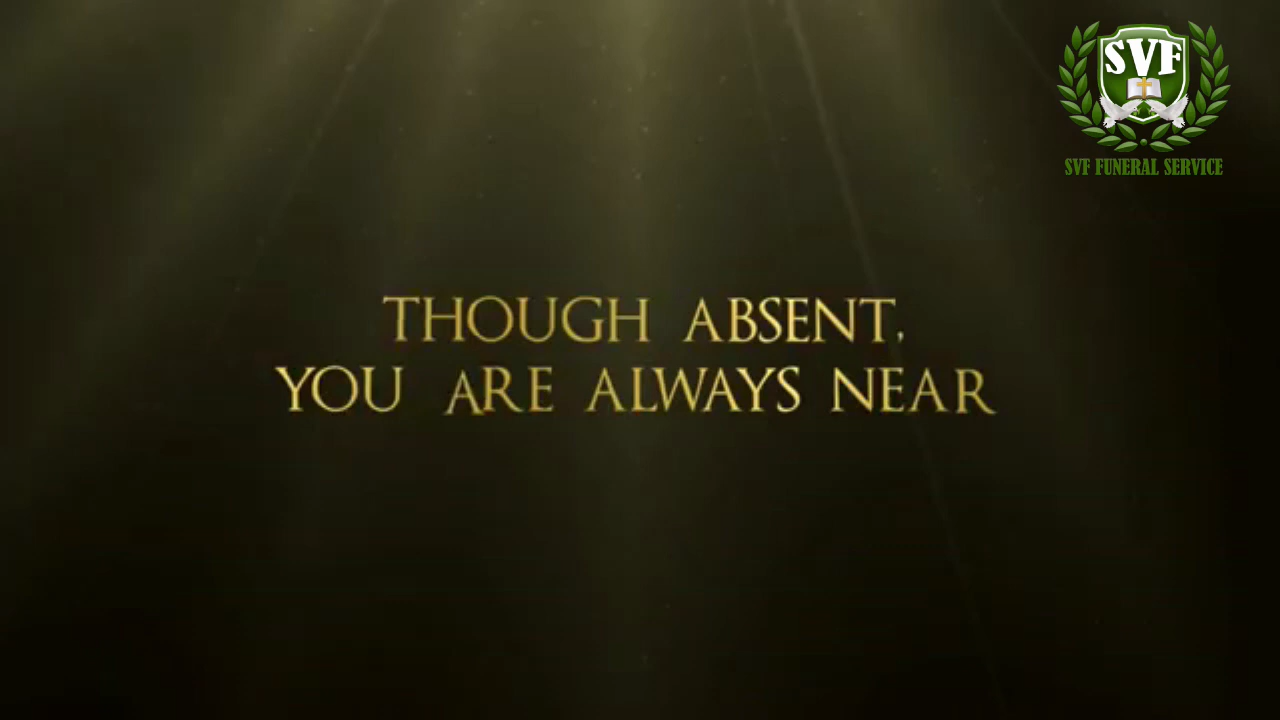 SVF
SVF FUNERAL SERVICE
THOUGH ABSENT,
YOU ARE ALWAYS NEAR